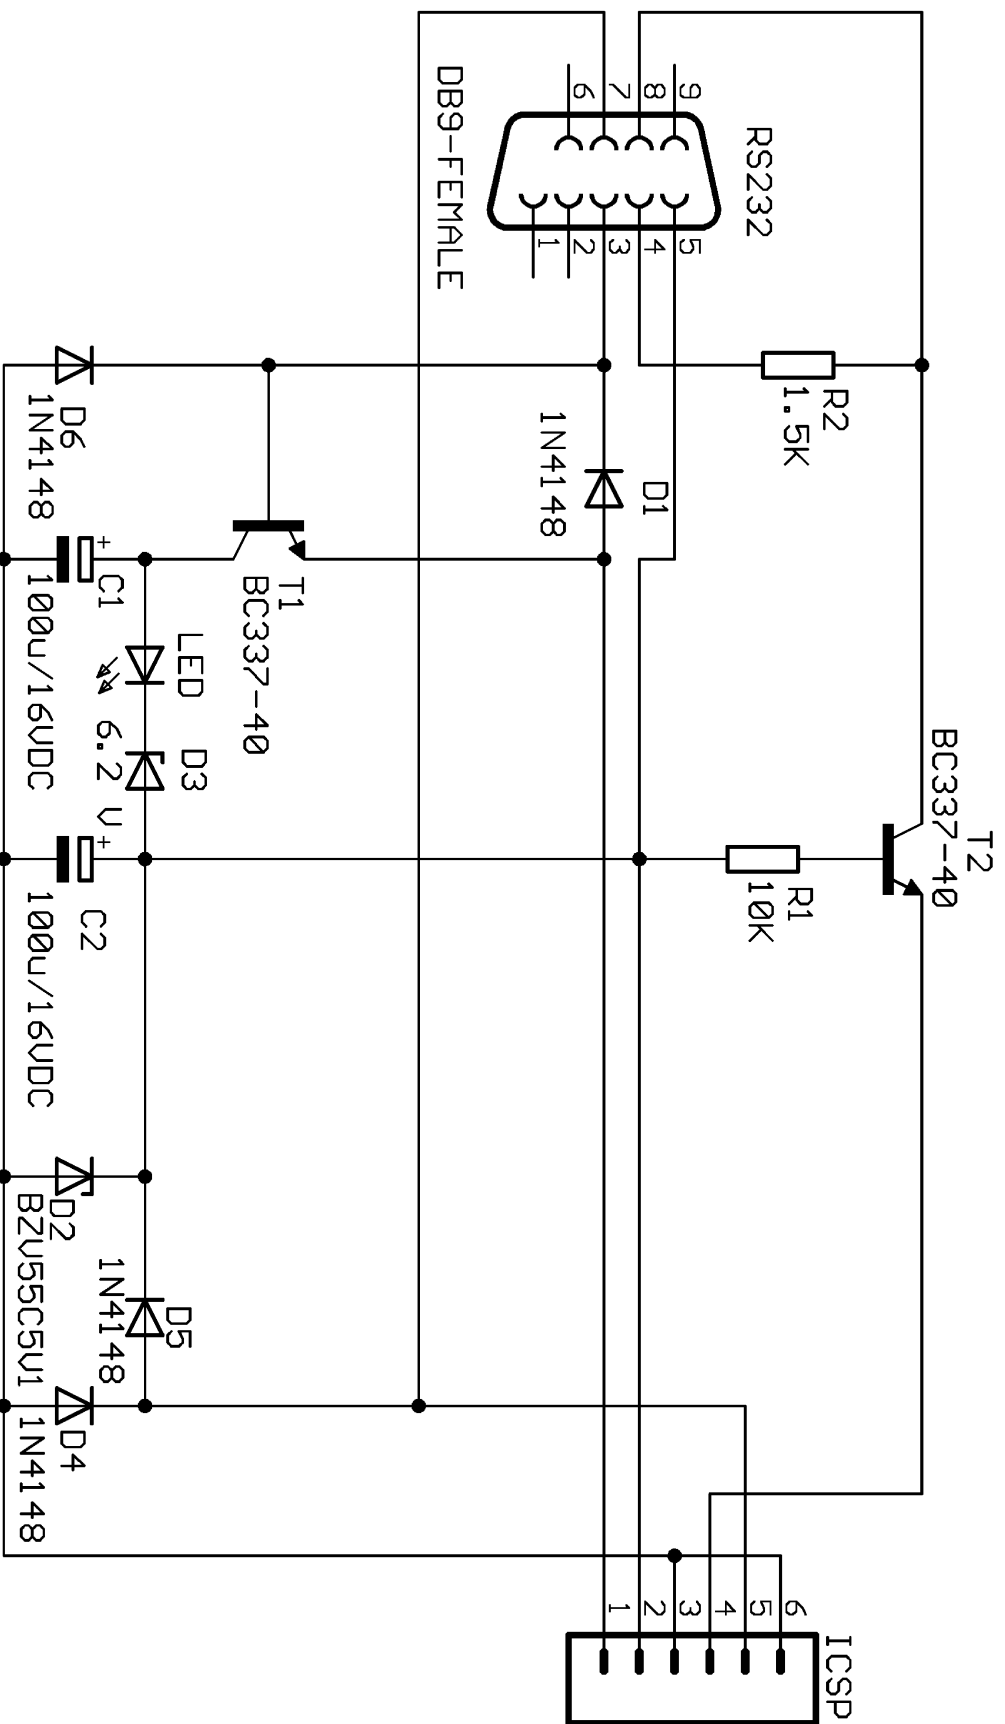 RS232
9
8
7
6
5
4
3
2
1
DB9-FEMALE
R2
1.5K
D1
1N4148
D6
1N4148
T1
BC337-40
+
C1
100u/16VDC
LED
D3
6.2 V
T2
BC337-40
R1
10K
+
C2
100u/16VDC
D2
BZV55C5V1
D5
1N4148
D4
1N4148
ICSP
6
5
4
3
2
1